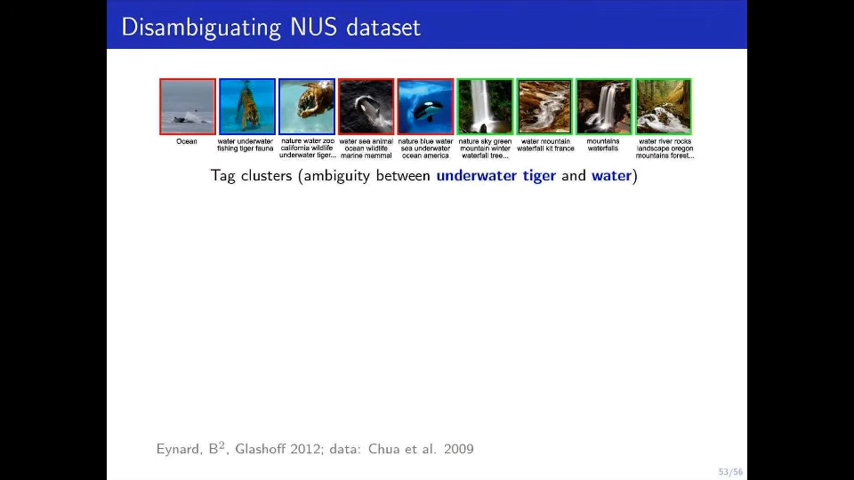 Disambiguating NUS dataset
Ocean
water underwater
fishing tiger fauna
nature water zoo
california wildlife
underwater tiger...
water sea animal
ocean wildlife
marine mammal
nature blue water
sea underwater
ocean america
nature sky green
mountain winter
waterfall tree...
water mountain
waterfall kit france
mountains
waterfalls
water river rocks
landscape oregon
mountains forest...
Tag clusters (ambiguity between underwater tiger and water)
Eynard, B², Glashoff 2012; data: Chua et al. 2009
53/56